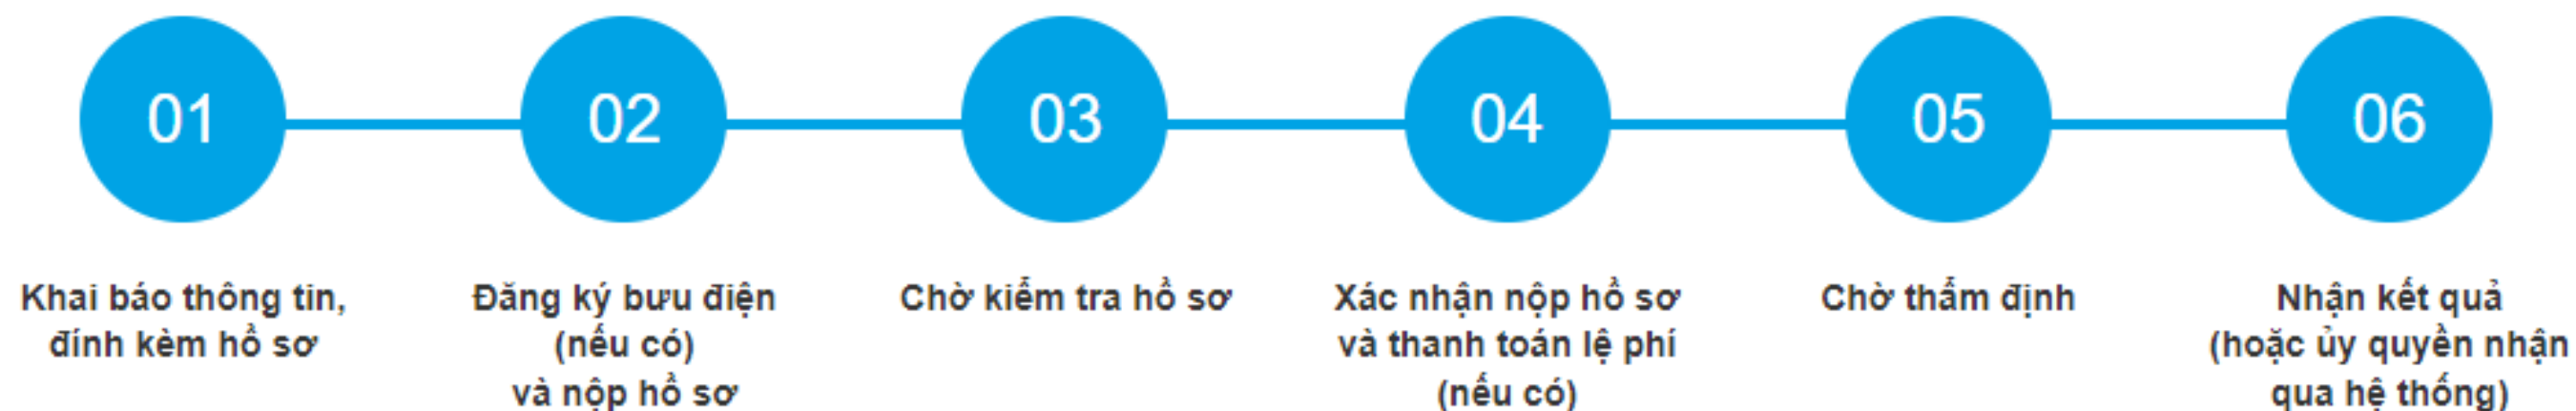 01
02
03
04
05
06
Khai báo thông tin,
đính kèm hồ sơ
Đăng ký bưu điện
(nếu có)
và nộp hồ sơ
Chờ kiểm tra hồ sơ
Xác nhận nộp hồ sơ
và thanh toán lệ phí
(nếu có)
Chờ thẩm định
Nhận kết quả
(hoặc ủy quyền nhận
qua hệ thống)